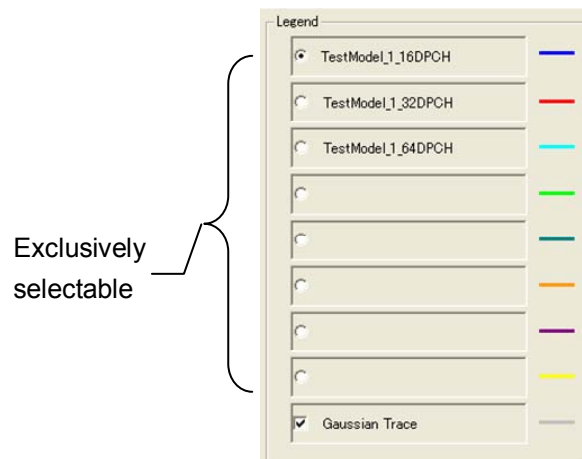 Legend
TestModel_1_16DPCH
TestModel_1_32DPCH
TestModel_1_64DPCH
Exclusively
selectable
Gaussian Trace